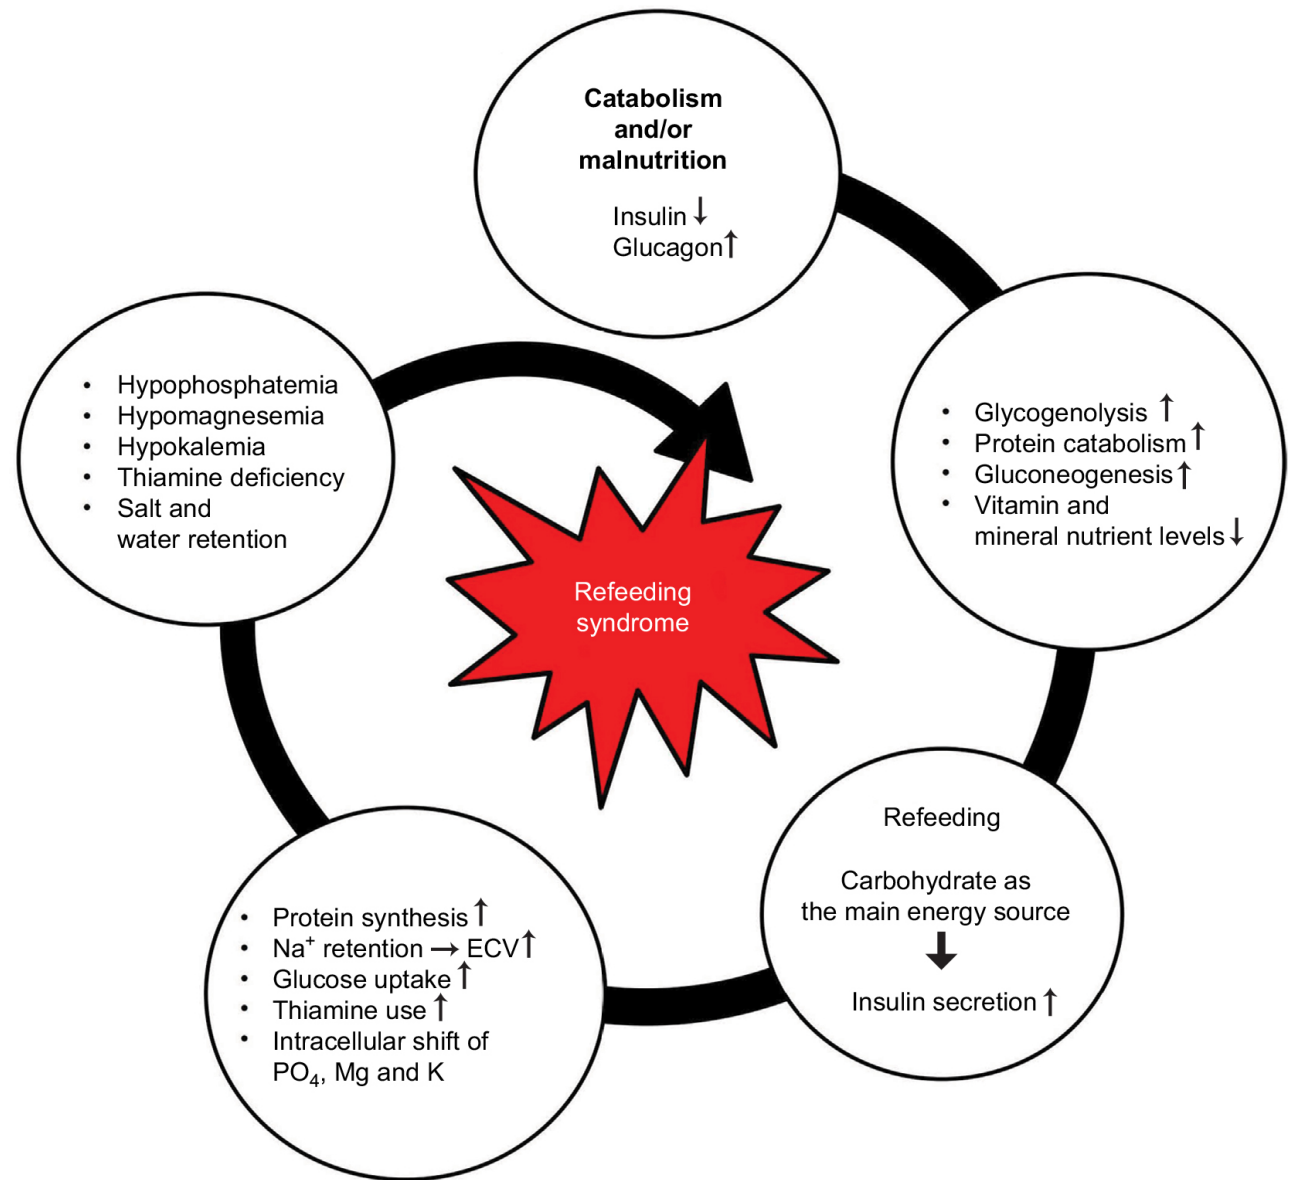 Catabolism
and/or
malnutrition
Insulin ↓
Glucagon ↑
• Glycogenolysis ↑
• Protein catabolism ↑
• Gluconeogenesis ↑
• Vitamin and
mineral nutrient levels ↓
Refeeding
Carbohydrate as
the main energy source
↓
Insulin secretion ↑
• Protein synthesis ↑
• Na⁺ retention → ECV ↑
• Glucose uptake ↑
• Thiamine use ↑
• Intracellular shift of
PO₄, Mg and K
• Hypophosphatemia
• Hypomagnesemia
• Hypokalemia
• Thiamine deficiency
• Salt and
water retention
Refeeding
syndrome